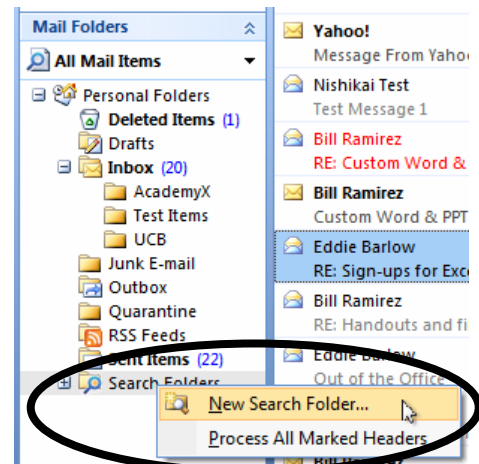 Mail Folders
All Mail Items
Personal Folders
Deleted Items (1)
Drafts
Inbox (20)
AcademyX
Test Items
UCB
Junk E-mail
Outbox
Quarantine
RSS Feeds
Sent Items (22)
Search Folders
Yahoo!
Message From Yaho
Nishikai Test
Test Message 1
Bill Ramirez
RE: Custom Word &
Bill Ramirez
Custom Word & PPT
Eddie Barlow
RE: Sign-ups for Exc
Bill Ramirez
RE: Handouts and fi
Eddie Barlow
Out of the Office
New Search Folder...
Process All Marked Headers
Bill Ramirez